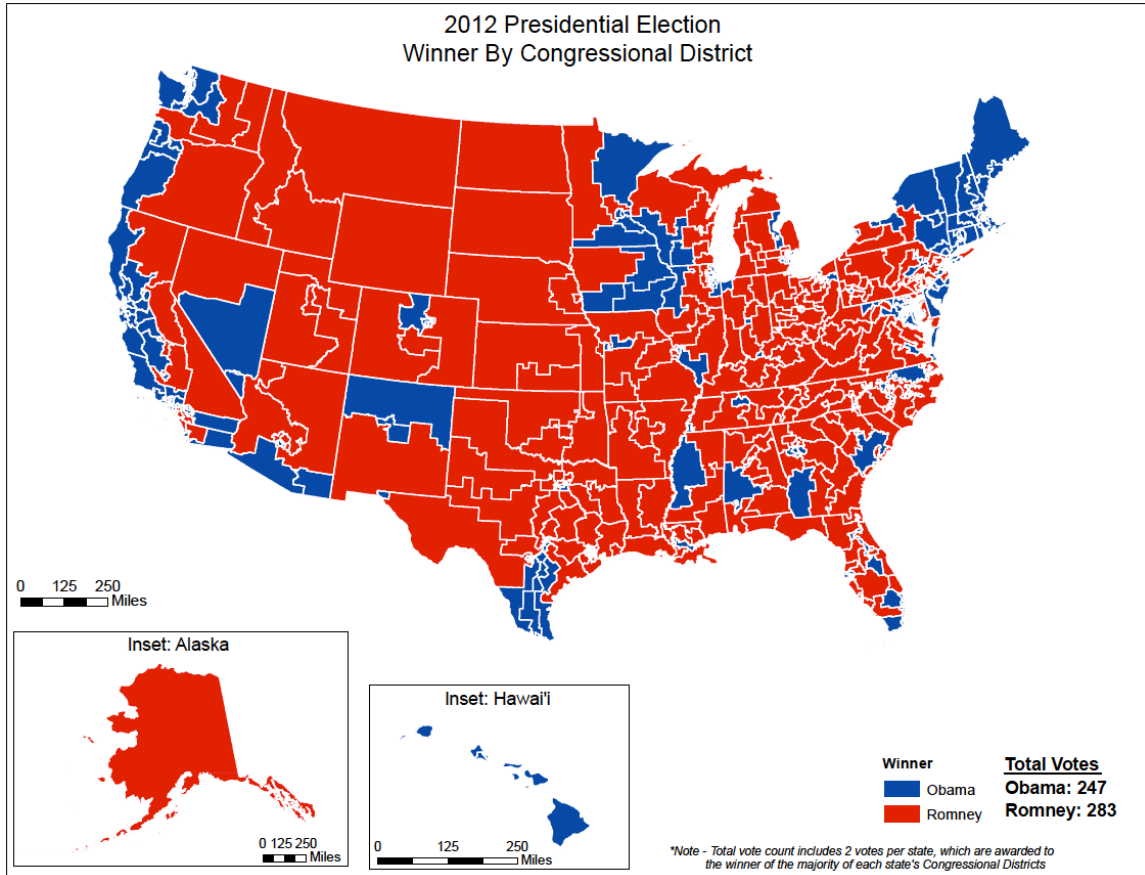 2012 Presidential Election
Winner By Congressional District
0 125 250
Miles
Inset: Alaska
0 125 250
Miles
Inset: Hawai'i
0 125 250
Miles
Winner
Obama
Romney
Total Votes
Obama: 247
Romney: 283
*Note - Total vote count includes 2 votes per state, which are awarded to
the winner of the majority of each state's Congressional Districts